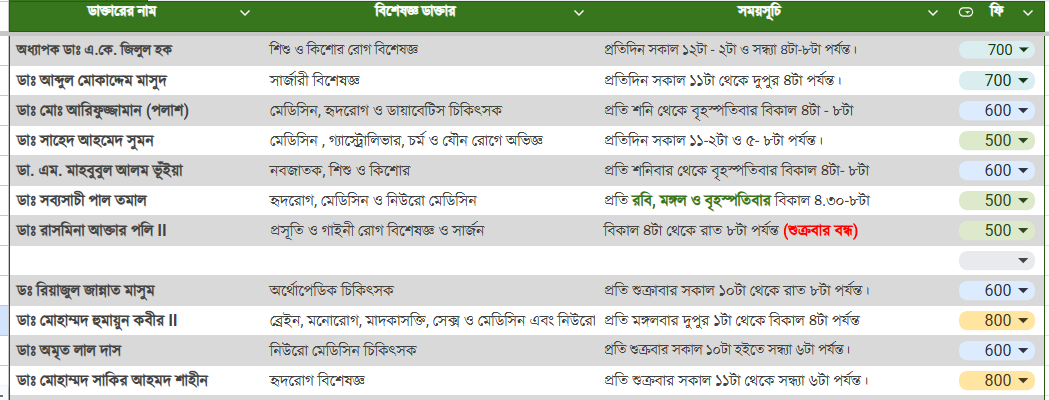 ডাক্তারের নাম বিশেষজ্ঞ ডাক্তার সময়সূচি ফি
অধ্যাপক ডাঃ এ.কে. জিলুল হক শিশু ও কিশোর রোগ বিশেষজ্ঞ প্রতিদিন সকাল ১২টা - ২টা ও সন্ধ্যা ৪টা-৮টা পর্যন্ত। 700
ডাঃ আব্দুল মোকাদ্দেম মাসুদ সার্জারী বিশেষজ্ঞ প্রতিদিন সকাল ১১টা থেকে দুপুর ৪টা পর্যন্ত। 700
ডাঃ মোঃ আরিফুজ্জামান (পলাশ) মেডিসিন, হৃদরোগ ও ডায়াবেটিস চিকিৎসক প্রতি শনি থেকে বৃহস্পতিবার বিকাল ৪টা - ৮টা 600
ডাঃ সাহেদ আহমেদ সুমন মেডিসিন , গ্যাস্ট্রোলিভার, চর্ম ও যৌন রোগে অভিজ্ঞ প্রতিদিন সকাল ১১-২টা ও ৫- ৮টা পর্যন্ত। 500
ডা. এম. মাহবুবুল আলম ভূঁইয়া নবজাতক, শিশু ও কিশোর প্রতি শনিবার থেকে বৃহস্পতিবার বিকাল ৪টা- ৮টা 600
ডাঃ সব্যসাচী পাল তমাল হৃদরোগ, মেডিসিন ও নিউরো মেডিসিন প্রতি রবি, মঙ্গল ও বৃহস্পতিবার বিকাল ৪.৩০-৮টা 500
ডাঃ রাসমিনা আক্তার পলি II প্রসূতি ও গাইনী রোগ বিশেষজ্ঞ ও সার্জন বিকাল ৪টা থেকে রাত ৮টা পর্যন্ত (শুক্রবার বন্ধ) 500
ডঃ রিয়াজুল জান্নাত মাসুম অর্থোপেডিক চিকিৎসক প্রতি শুক্রাবার সকাল ১০টা থেকে রাত ৮টা পর্যন্ত। 600
ডাঃ মোহাম্মদ হুমায়ুন কবীর II ব্রেইন, মনোরোগ, মাদকাসক্তি, সেক্স ও মেডিসিন এবং নিউরো প্রতি মঙ্গলবার দুপুর ১টা থেকে বিকাল ৪টা পর্যন্ত 800
ডাঃ অমৃত লাল দাস নিউরো মেডিসিন চিকিৎসক প্রতি শুক্রবার সকাল ১০টা হইতে সন্ধ্যা ৬টা পর্যন্ত। 600
ডাঃ মোহাম্মদ সাকির আহমদ শাহীন হৃদরোগ বিশেষজ্ঞ প্রতি শুক্রবার সকাল ১১টা থেকে সন্ধ্যা ৬টা পর্যন্ত। 800